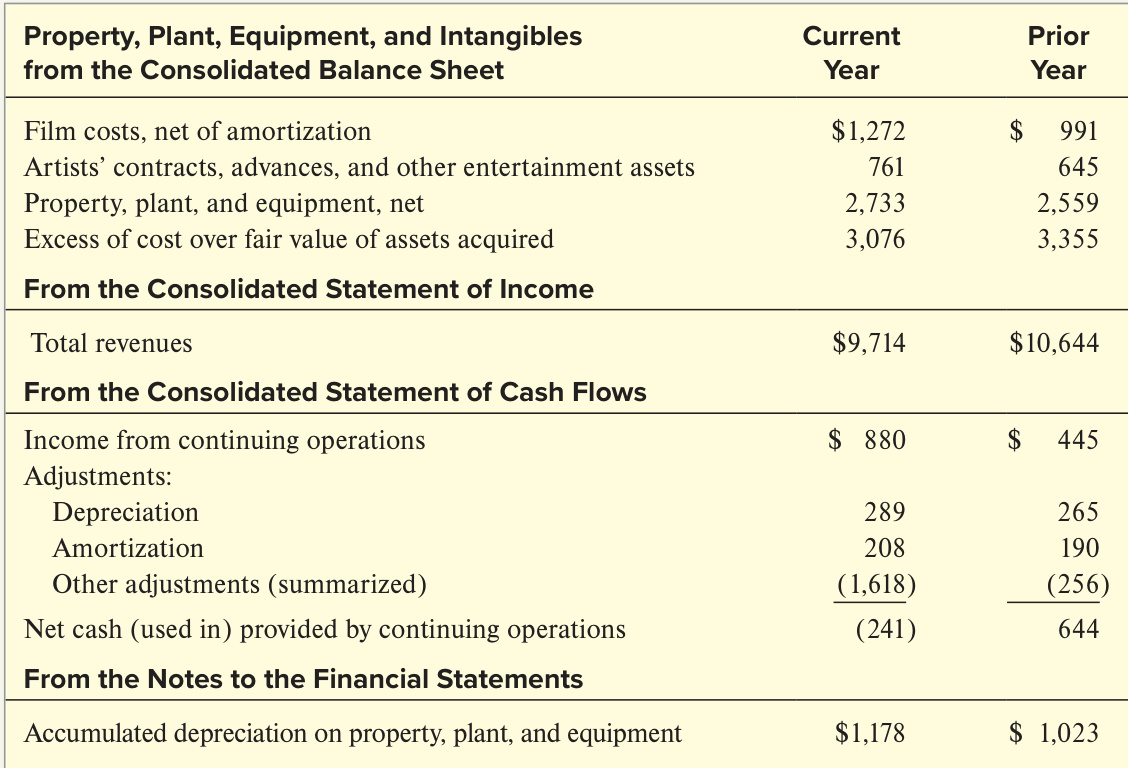 Property, Plant, Equipment, and Intangibles Current Prior
from the Consolidated Balance Sheet Year Year
Film costs, net of amortization $1,272 $ 991
Artists’ contracts, advances, and other entertainment assets 761 645
Property, plant, and equipment, net 2,733 2,559
Excess of cost over fair value of assets acquired 3,076 3,355
From the Consolidated Statement of Income
Total revenues $9,714 $10,644
From the Consolidated Statement of Cash Flows
Income from continuing operations $ 880 $ 445
Adjustments:
Depreciation 289 265
Amortization 208 190
Other adjustments (summarized) (1,618) (256)
Net cash (used in) provided by continuing operations (241) 644
From the Notes to the Financial Statements
Accumulated depreciation on property, plant, and equipment $1,178 $ 1,023